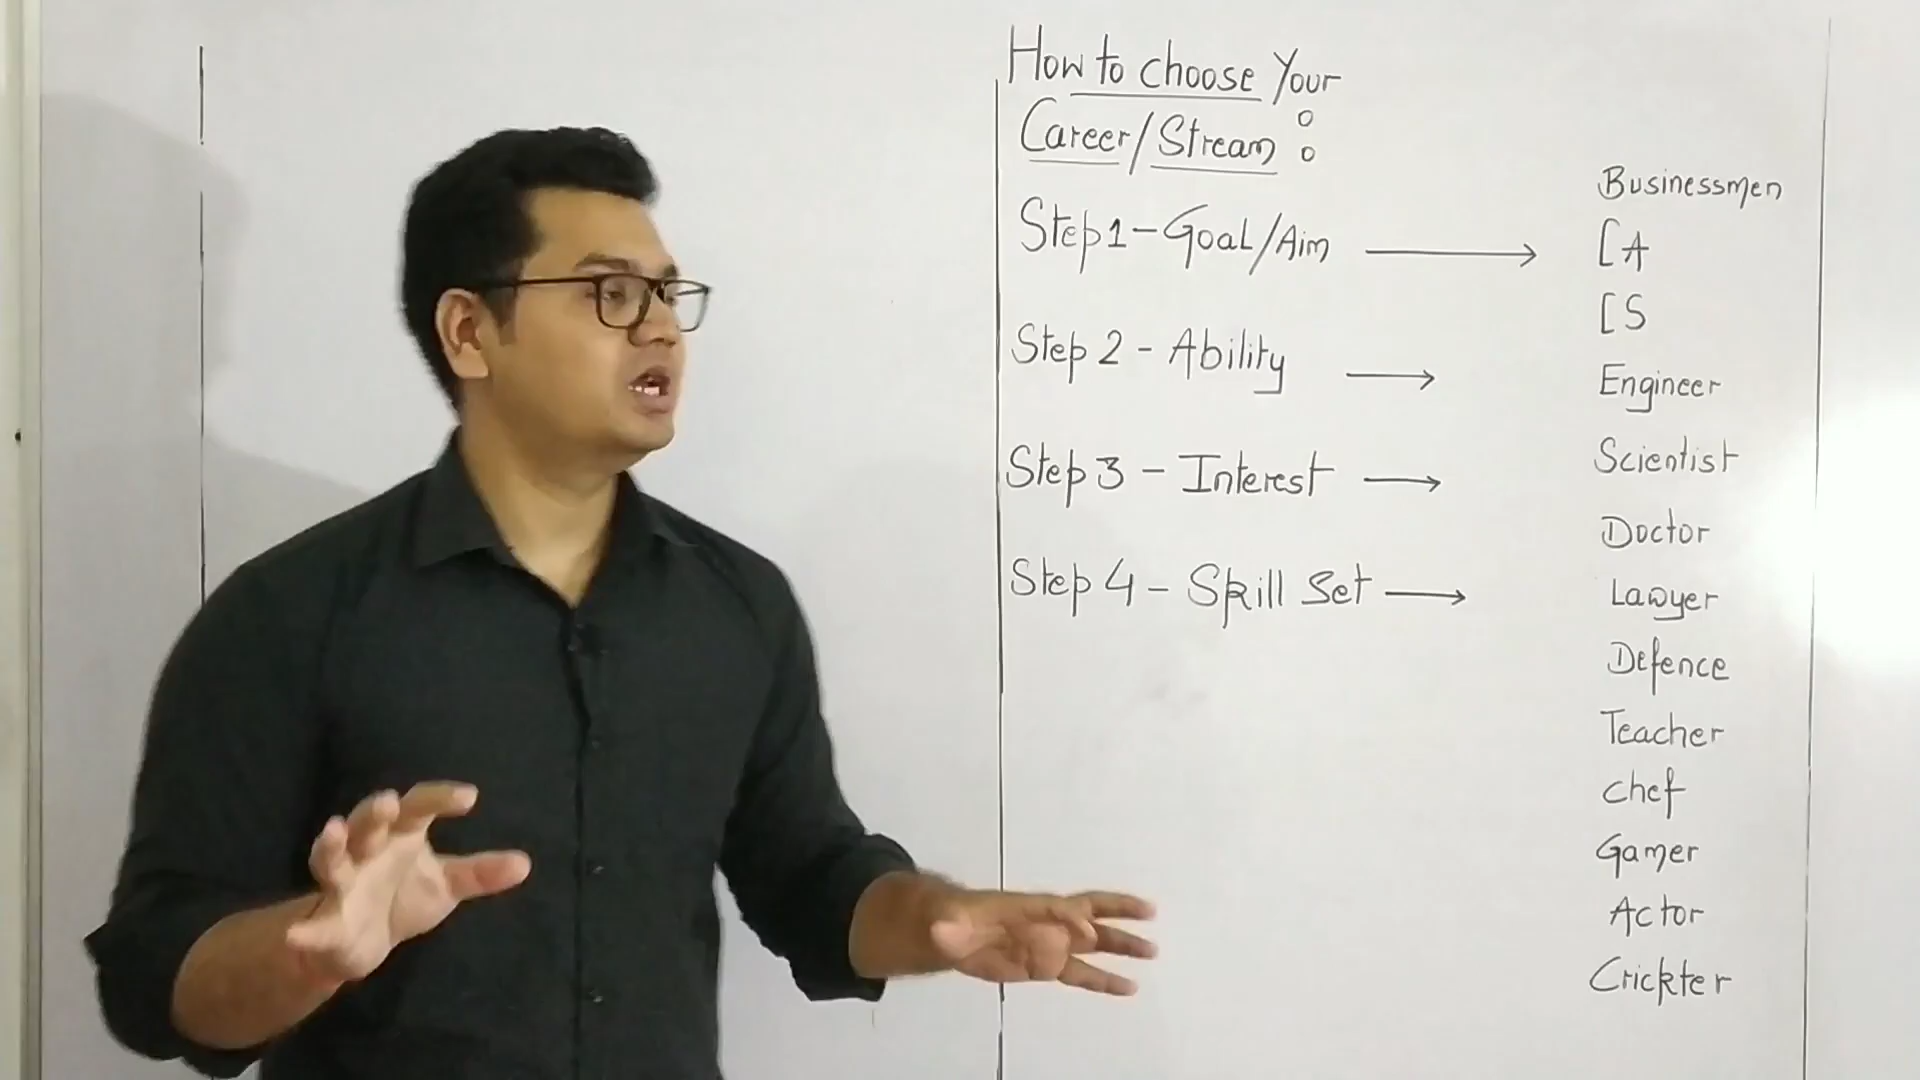 How to choose Your
Career/Stream :
Step 1 - Goal/Aim →
Step 2 - Ability →
Step 3 - Interest →
Step 4 - Skill Set →
Businessmen
CA
CS
Engineer
Scientist
Doctor
Lawyer
Defence
Teacher
Chef
Gamer
Actor
Crickter